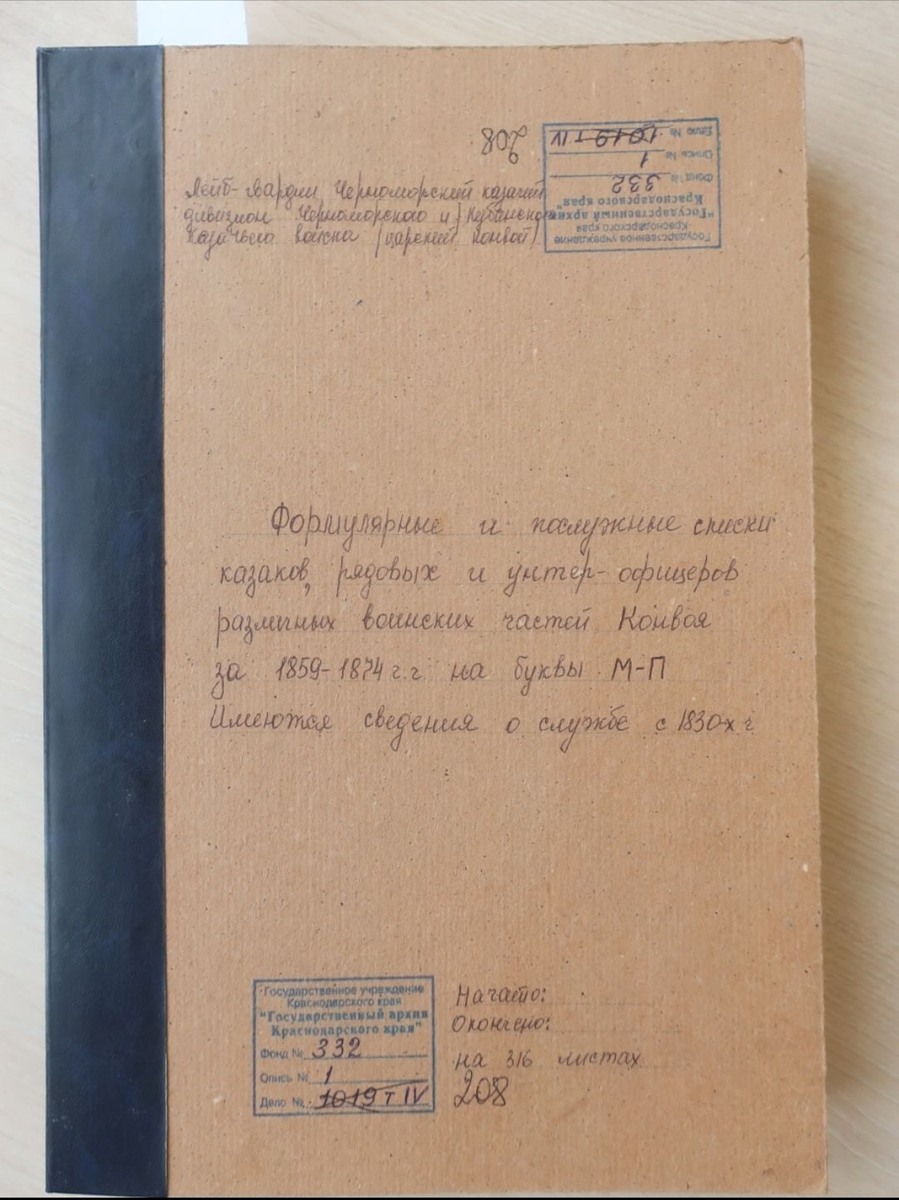 208
Государственное учреждение
Краснодарского края
"Государственный архив
Краснодарского края"
Фонд № 332
Опись № 1
Дело № 1019 т IV
Лейб-Гвардии Черноморский казачий
дивизион Черноморского и Кубанского
казачьего войска (царский конвой)
Формулярные и послужные списки
казаков, рядовых и унтер-офицеров
различных воинских частей Конвоя
за 1859-1874 г.г на буквы М-П
Имеются сведения о службе с 1830-х г
Государственное учреждение
Краснодарского края
"Государственный архив
Краснодарского края"
Фонд № 332
Опись № 1
Дело № 1019 т IV
Начато:
Окончено:
на 316 листах
208